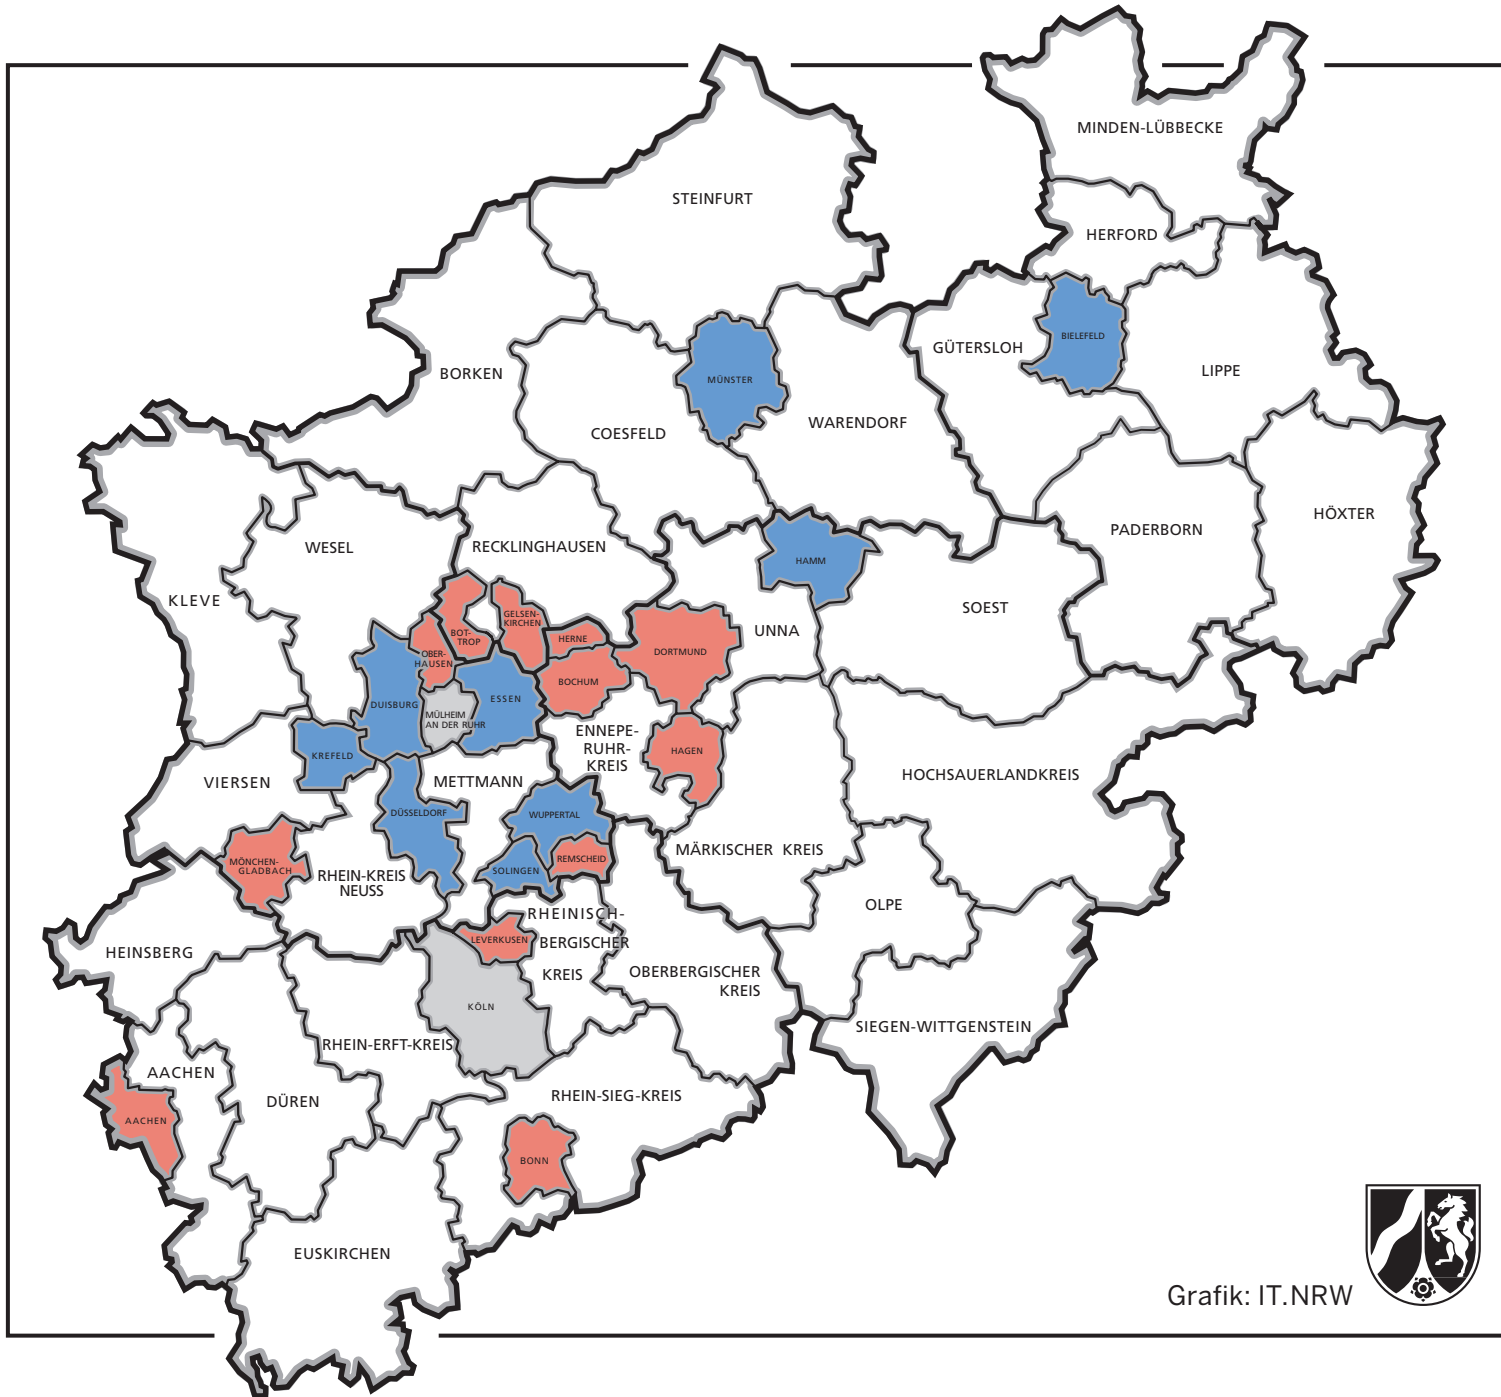 MINDEN-LÜBBECKE
STEINFURT
HERFORD
BIELEFELD
GÜTERSLOH
LIPPE
BORKEN
MÜNSTER
WARENDORF
COESFELD
HÖXTER
PADERBORN
WESEL
RECKLINGHAUSEN
HAMM
KLEVE
SOEST
GELSEN-
KIRCHEN
BOT-
TROP
HERNE
UNNA
OBER-
HAUSEN
DORTMUND
BOCHUM
DUISBURG
ESSEN
MÜLHEIM
AN DER RUHR
ENNEPE-
RUHR-
KREIS
HAGEN
KREFELD
VIERSEN
METTMANN
HOCHSAUERLANDKREIS
DÜSSELDORF
WUPPERTAL
MÄRKISCHER KREIS
REMSCHEID
MÖNCHEN-
GLADBACH
SOLINGEN
RHEIN-KREIS
NEUSS
OLPE
RHEINISCH-
BERGISCHER
KREIS
LEVERKUSEN
HEINSBERG
OBERBERGISCHER
KREIS
KÖLN
SIEGEN-WITTGENSTEIN
RHEIN-ERFT-KREIS
AACHEN
DÜREN
RHEIN-SIEG-KREIS
AACHEN
BONN
EUSKIRCHEN
Grafik: IT.NRW